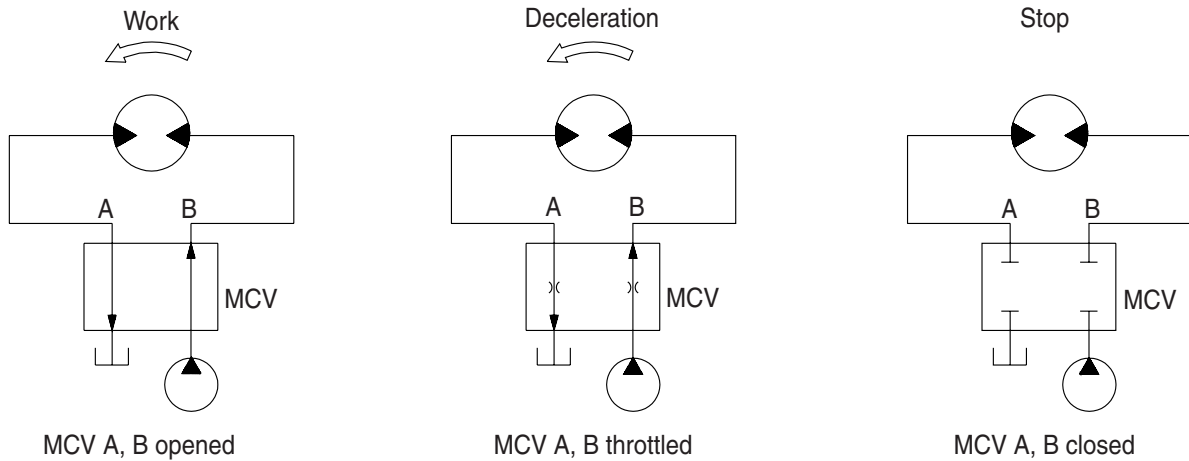 Work
Deceleration
Stop
A B
A B
A B
MCV
MCV
MCV
MCV A, B opened
MCV A, B throttled
MCV A, B closed